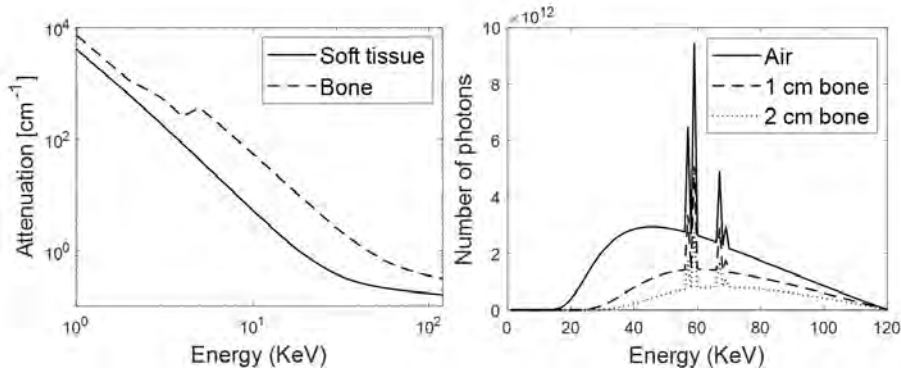 10^4
10^2
10^0
Attenuation [cm^-1]
Soft tissue
Bone
10^0
10^1
10^2
Energy (KeV)
×10^12
10
8
6
4
2
0
Number of photons
Air
1 cm bone
2 cm bone
0
20
40
60
80
100
120
Energy (KeV)